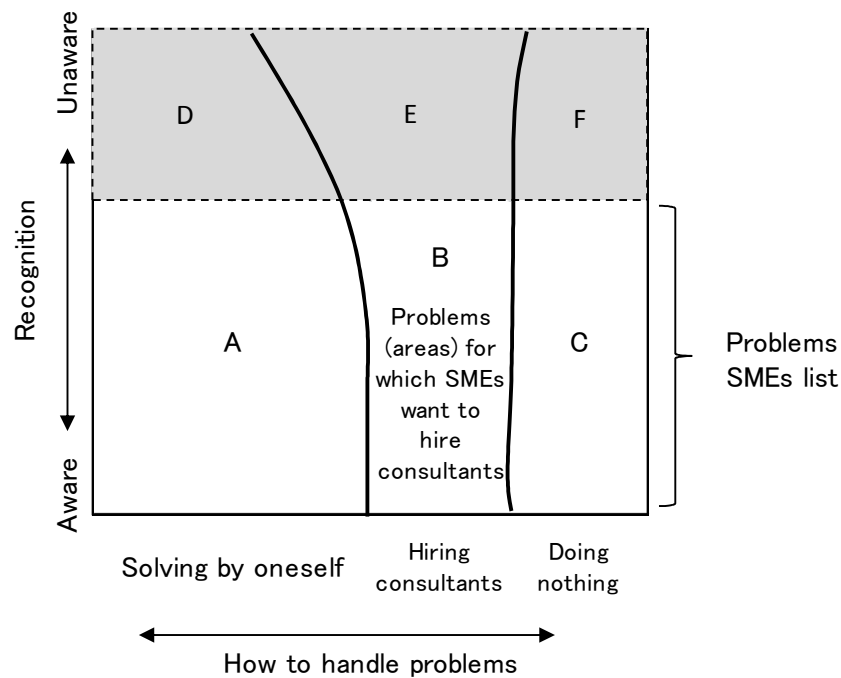 Unaware
D
E
F
Recognition
B
A
Problems
(areas) for
which SMEs
want to
hire
consultants
C
Problems
SMEs list
Aware
Solving by oneself
Hiring
consultants
Doing
nothing
How to handle problems